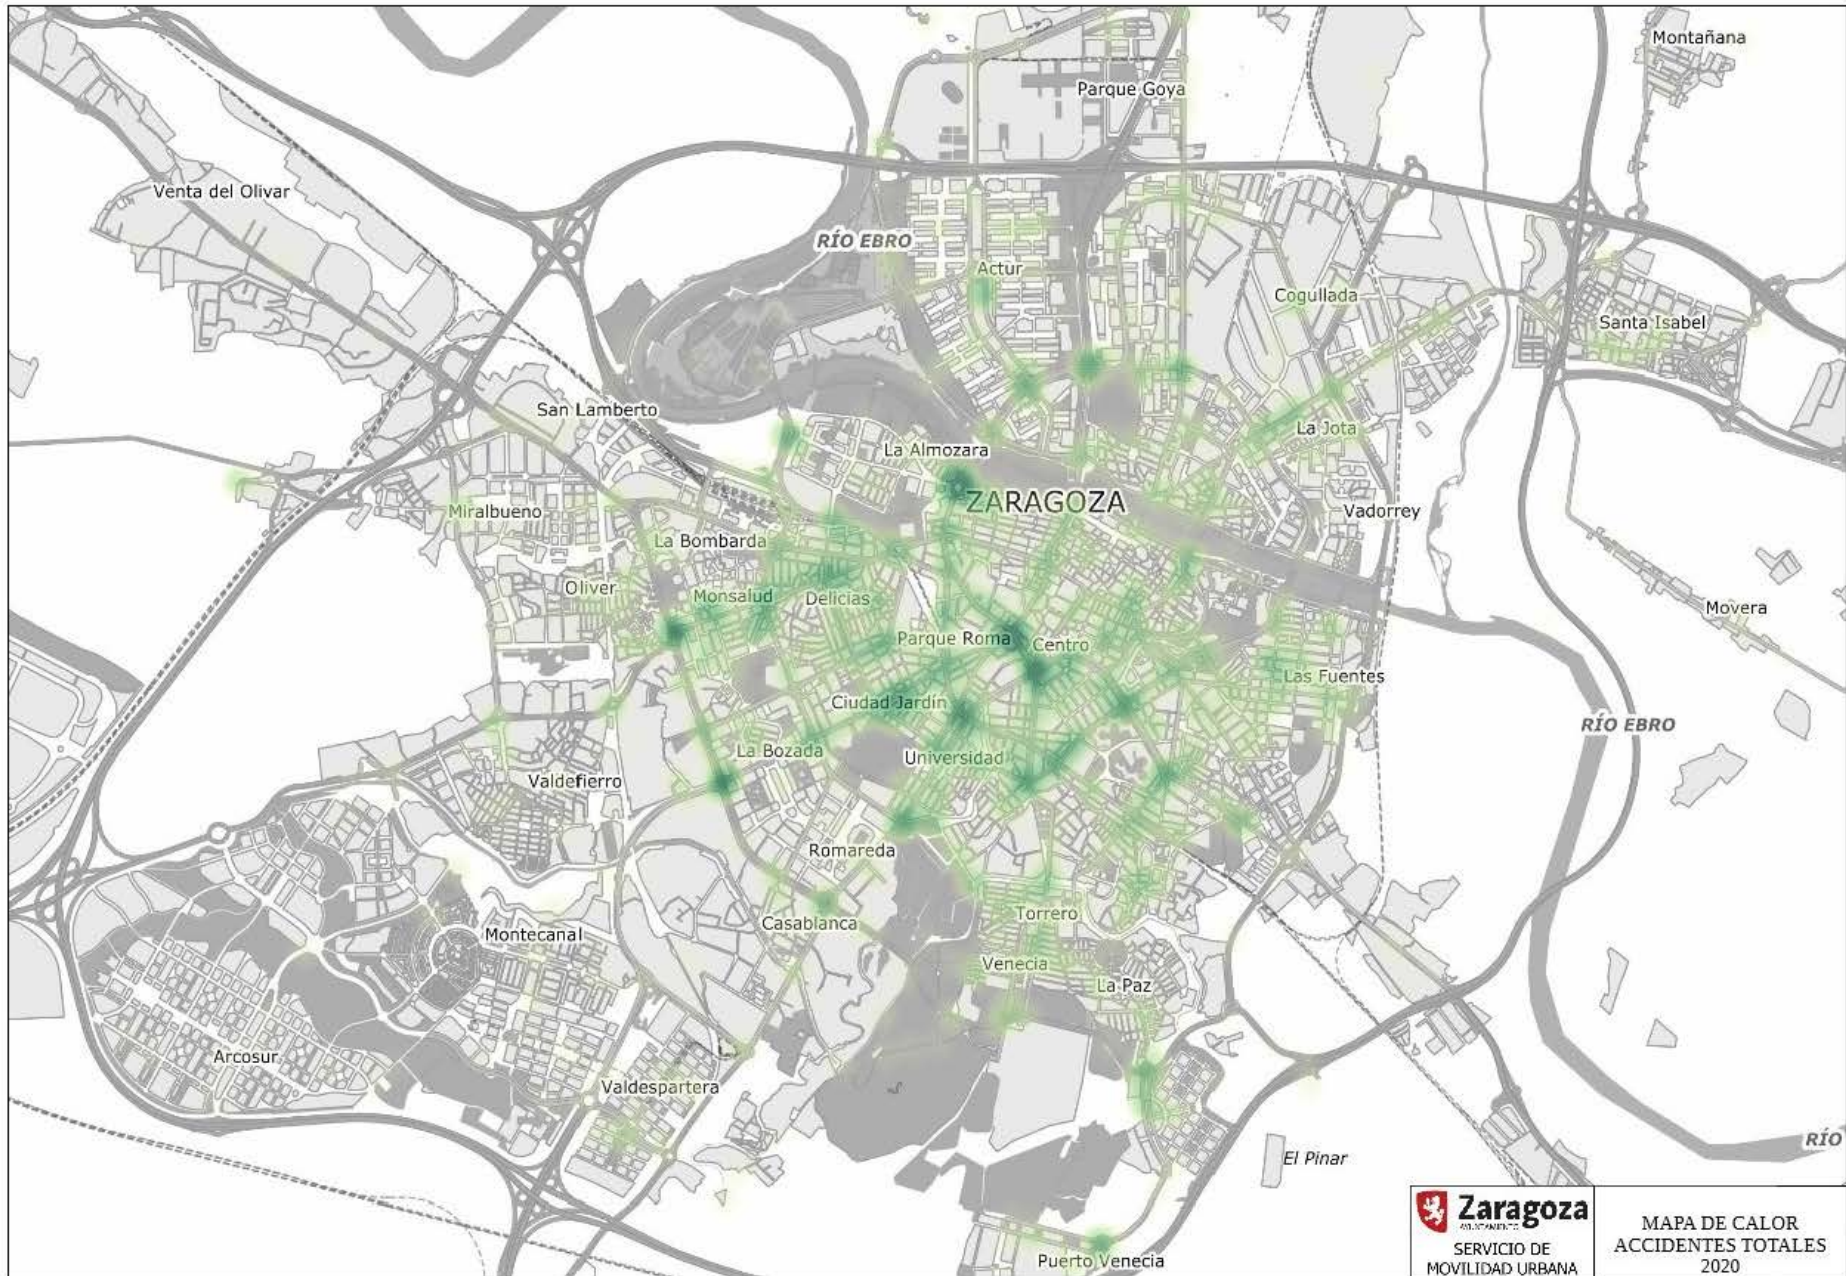 Montañana
Parque Goya
Venta del Olivar
RÍO EBRO
Actur
Cogullada
Santa Isabel
San Lamberto
La Jota
La Almozara
ZARAGOZA
Miralbueno
Vadorrey
La Bombarda
Oliver
Monsalud
Delicias
Movera
Parque Roma
Centro
Las Fuentes
Ciudad Jardín
RÍO EBRO
La Bozada
Universidad
Valdefierro
Romareda
Torrero
Casablanca
Montecanal
Venecia
La Paz
Arcosur
Valdespartera
RÍO
El Pinar
Puerto Venecia
Zaragoza
AYUNTAMIENTO
SERVICIO DE
MOVILIDAD URBANA
MAPA DE CALOR
ACCIDENTES TOTALES
2020